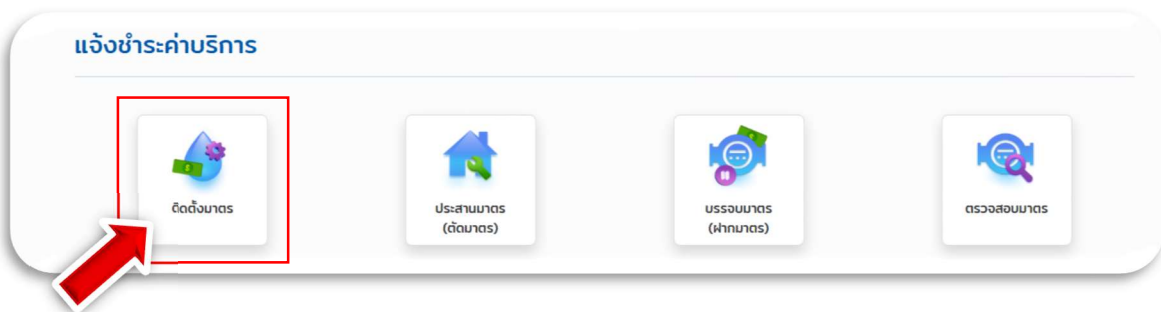 แจ้งชำระค่าบริการ
ติดตั้งมาตร
ประสานมาตร
(ตัดมาตร)
บรรจบมาตร
(ฝากมาตร)
ตรวจสอบมาตร